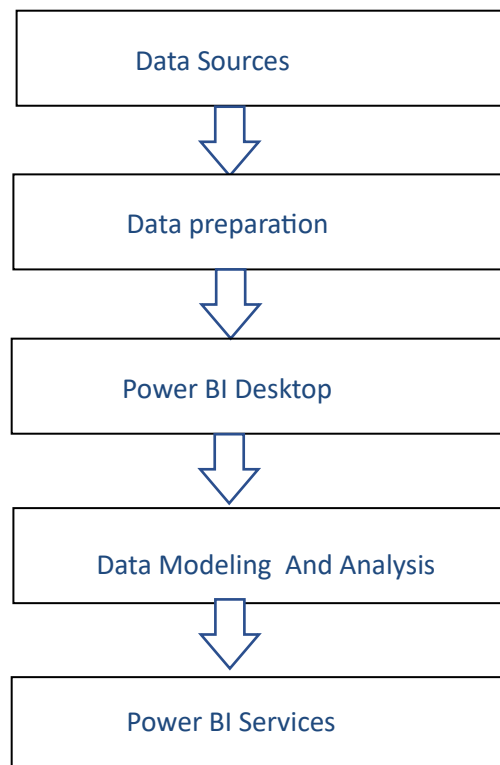 Data Sources
Data preparation
Power BI Desktop
Data Modeling  And Analysis
Power BI Services